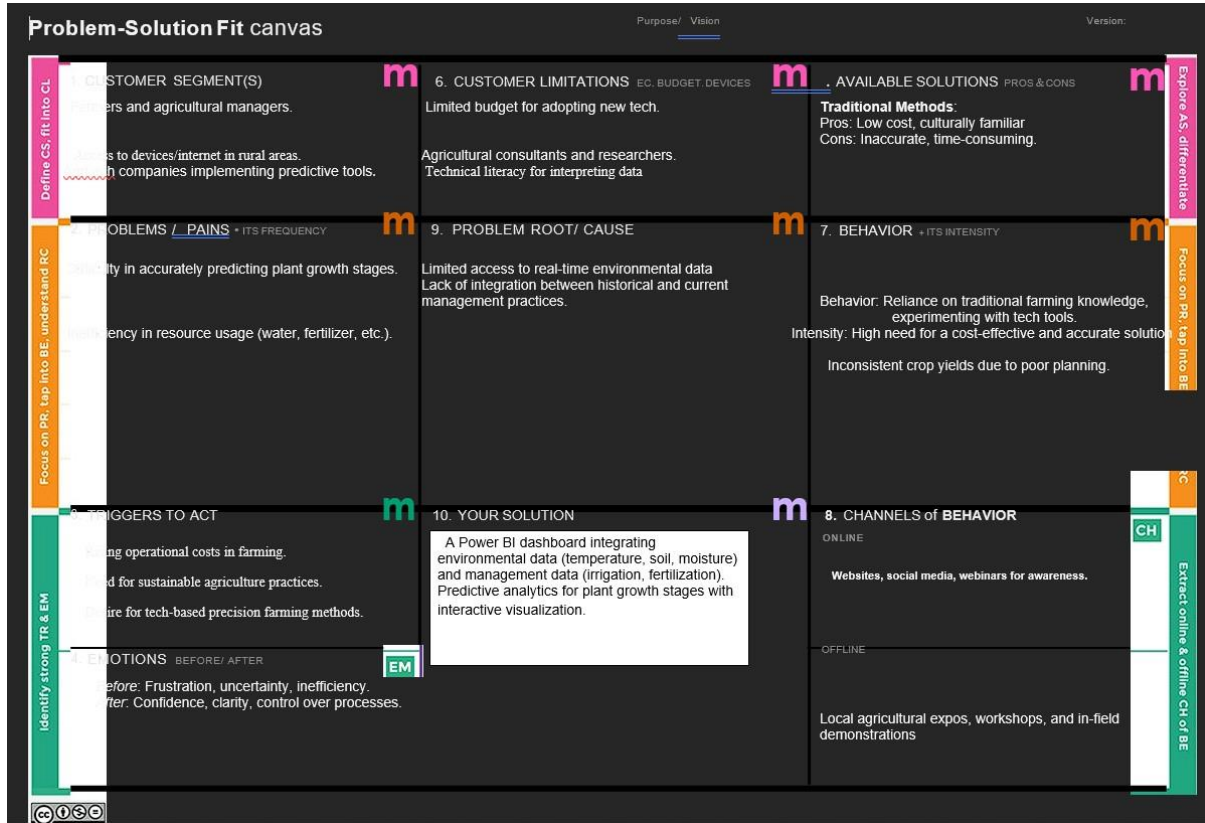 Problem-Solution Fit canvas
Purpose/ Vision
Version:
Define CS, fit into CL
CUSTOMER SEGMENT(S)
m
ers and agricultural managers.
s to devices/internet in rural areas.
h companies implementing predictive tools.
6. CUSTOMER LIMITATIONS EC. BUDGET. DEVICES
m
Limited budget for adopting new tech.
Agricultural consultants and researchers.
Technical literacy for interpreting data
. AVAILABLE SOLUTIONS PROS & CONS
m
Traditional Methods:
Pros: Low cost, culturally familiar
Cons: Inaccurate, time-consuming.
Explore AS, differentiate
Focus on PR, tap into BE, understand RC
2. PROBLEMS / PAINS + ITS FREQUENCY
m
lty in accurately predicting plant growth stages.
iency in resource usage (water, fertilizer, etc.).
9. PROBLEM ROOT/ CAUSE
m
Limited access to real-time environmental data
Lack of integration between historical and current
management practices.
7. BEHAVIOR + ITS INTENSITY
m
Behavior: Reliance on traditional farming knowledge,
experimenting with tech tools.
Intensity: High need for a cost-effective and accurate solution
Inconsistent crop yields due to poor planning.
Focus on PR, tap into BE
RC
Identify strong TR & EM
TRIGGERS TO ACT
m
ng operational costs in farming.
d for sustainable agriculture practices.
ire for tech-based precision farming methods.
4. EMOTIONS BEFORE/ AFTER
EM
efore: Frustration, uncertainty, inefficiency.
fter: Confidence, clarity, control over processes.
10. YOUR SOLUTION
m
A Power BI dashboard integrating
environmental data (temperature, soil, moisture)
and management data (irrigation, fertilization).
Predictive analytics for plant growth stages with
interactive visualization.
8. CHANNELS of BEHAVIOR
CH
ONLINE
Websites, social media, webinars for awareness.
OFFLINE
Local agricultural expos, workshops, and in-field
demonstrations
Extract online & offline CH of BE
cc